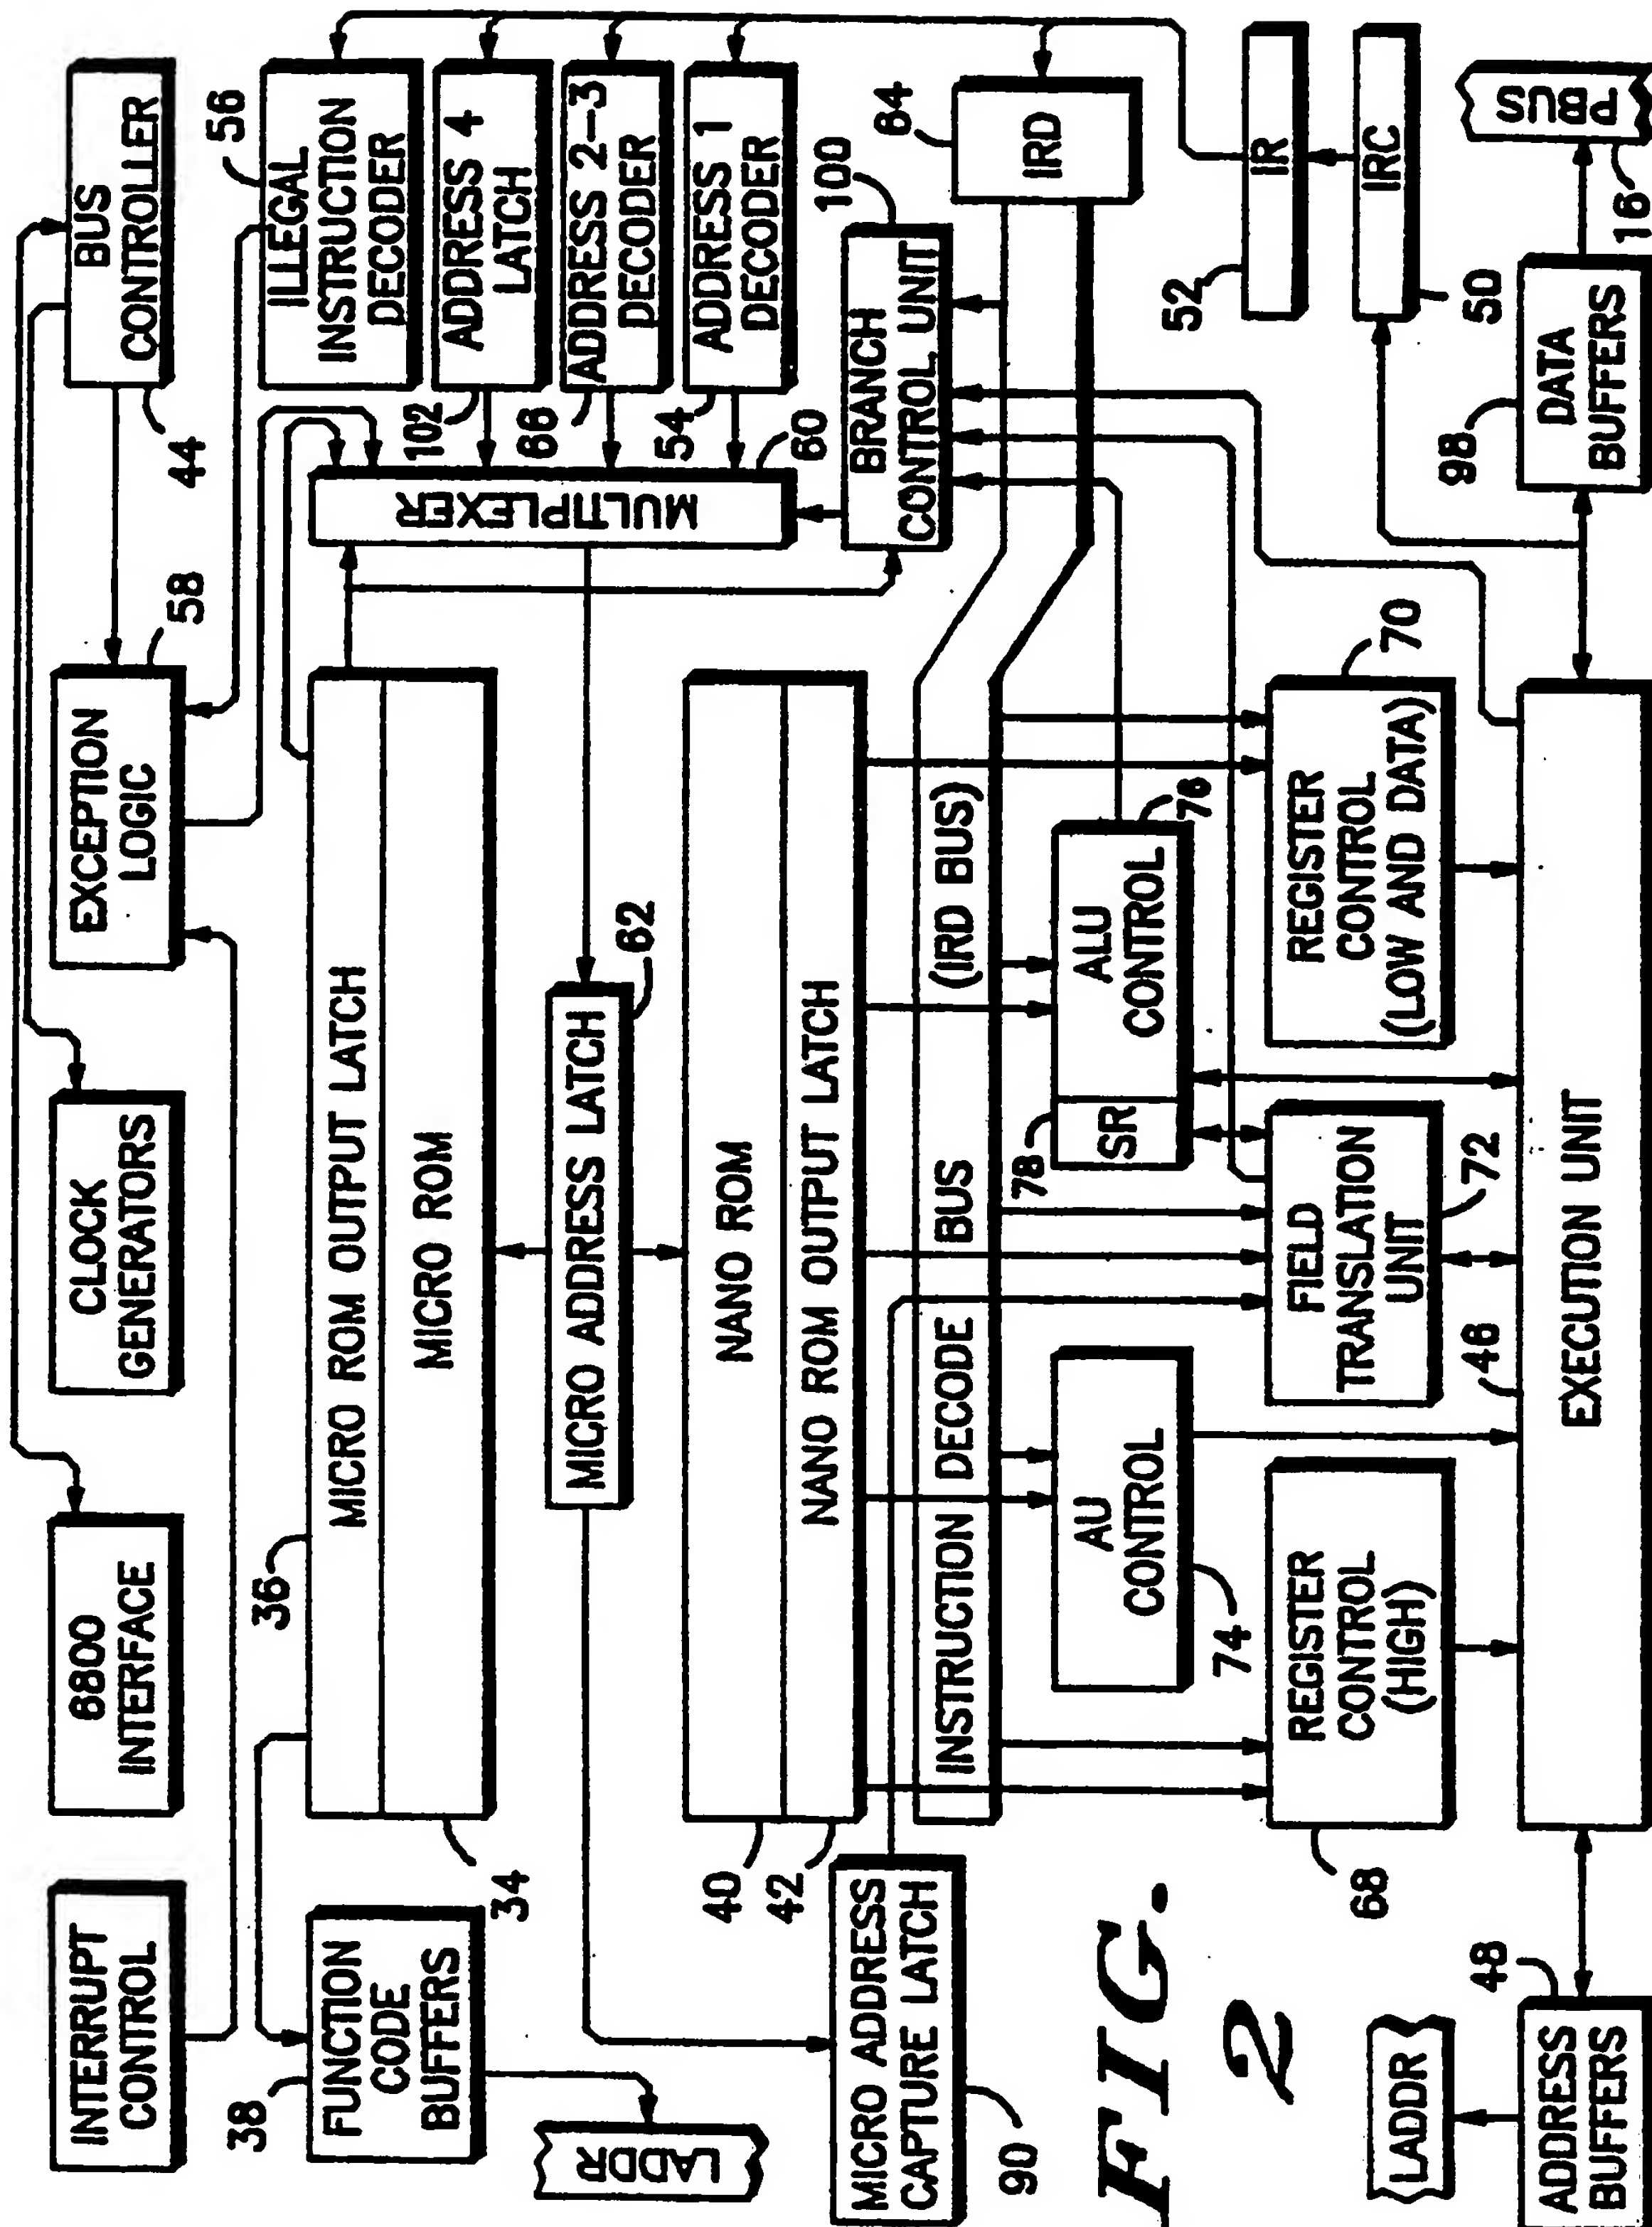 INTERRUPT
CONTROL
6800
INTERFACE
CLOCK
GENERATORS
EXCEPTION
LOGIC
58
BUS
CONTROLLER
44
38
FUNCTION
CODE
BUFFERS
36
MICRO ROM OUTPUT LATCH
MICRO ROM
34
ILLEGAL
INSTRUCTION
DECODER
56
ADDRESS 4
LATCH
102
ADDRESS 2-3
DECODER
66
ADDRESS 1
DECODER
54
MULTIPLEXER
60
LADDR
MICRO ADDRESS LATCH
62
NANO ROM
NANO ROM OUTPUT LATCH
40
42
MICRO ADDRESS
CAPTURE LATCH
90
BRANCH
CONTROL UNIT
100
64
IRD
INSTRUCTION DECODE BUS (IRD BUS)
AU
CONTROL
74
78
SR
ALU
CONTROL
76
52
IR
IRC
50
REGISTER
CONTROL
(HIGH)
68
FIELD
TRANSLATION
UNIT
72
REGISTER
CONTROL
(LOW AND DATA)
70
FIG.
2
LADDR
48
ADDRESS
BUFFERS
46
EXECUTION UNIT
98
DATA
BUFFERS
16
PBUS